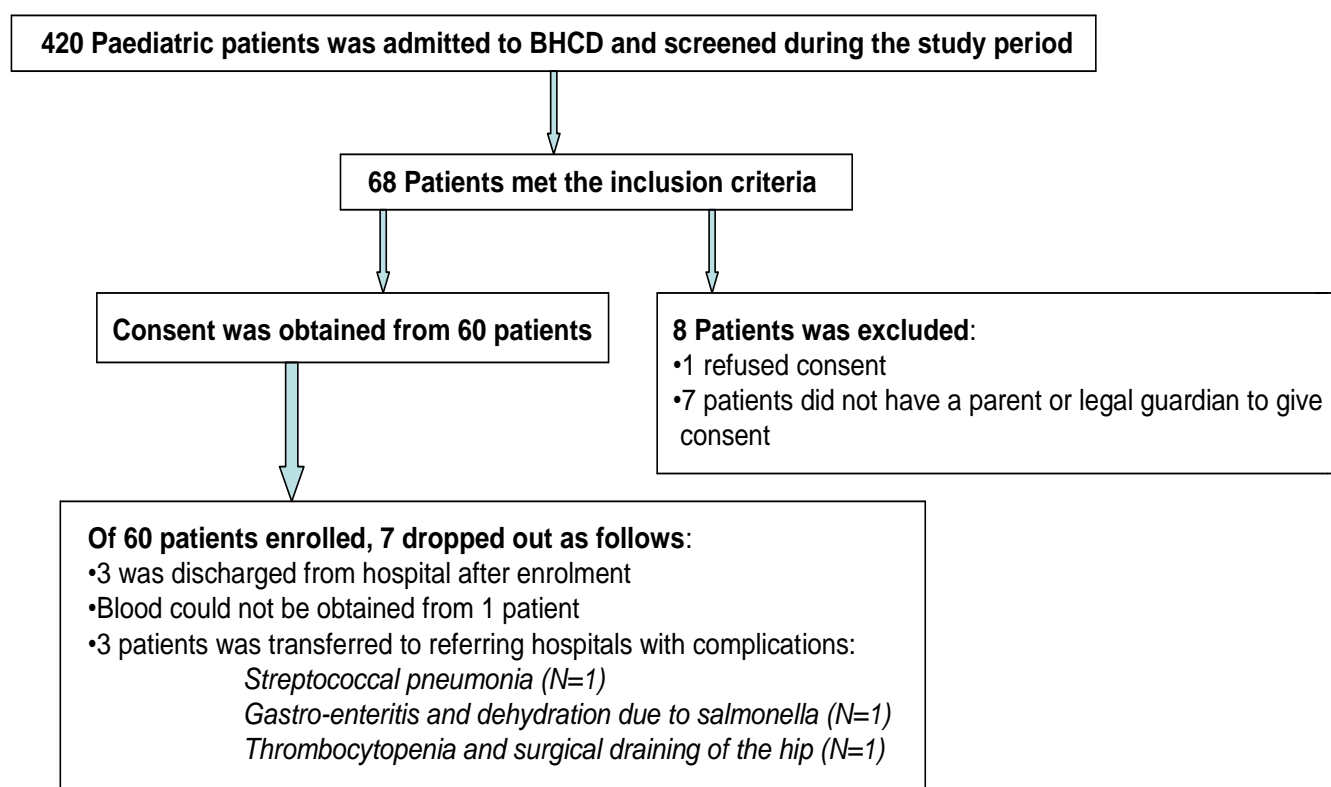 420 Paediatric patients was admitted to BHCD and screened during the study period
68 Patients met the inclusion criteria
Consent was obtained from 60 patients
8 Patients was excluded:
•1 refused consent
•7 patients did not have a parent or legal guardian to give
consent
Of 60 patients enrolled, 7 dropped out as follows:
•3 was discharged from hospital after enrolment
•Blood could not be obtained from 1 patient
•3 patients was transferred to referring hospitals with complications:
Streptococcal pneumonia (N=1)
Gastro-enteritis and dehydration due to salmonella (N=1)
Thrombocytopenia and surgical draining of the hip (N=1)